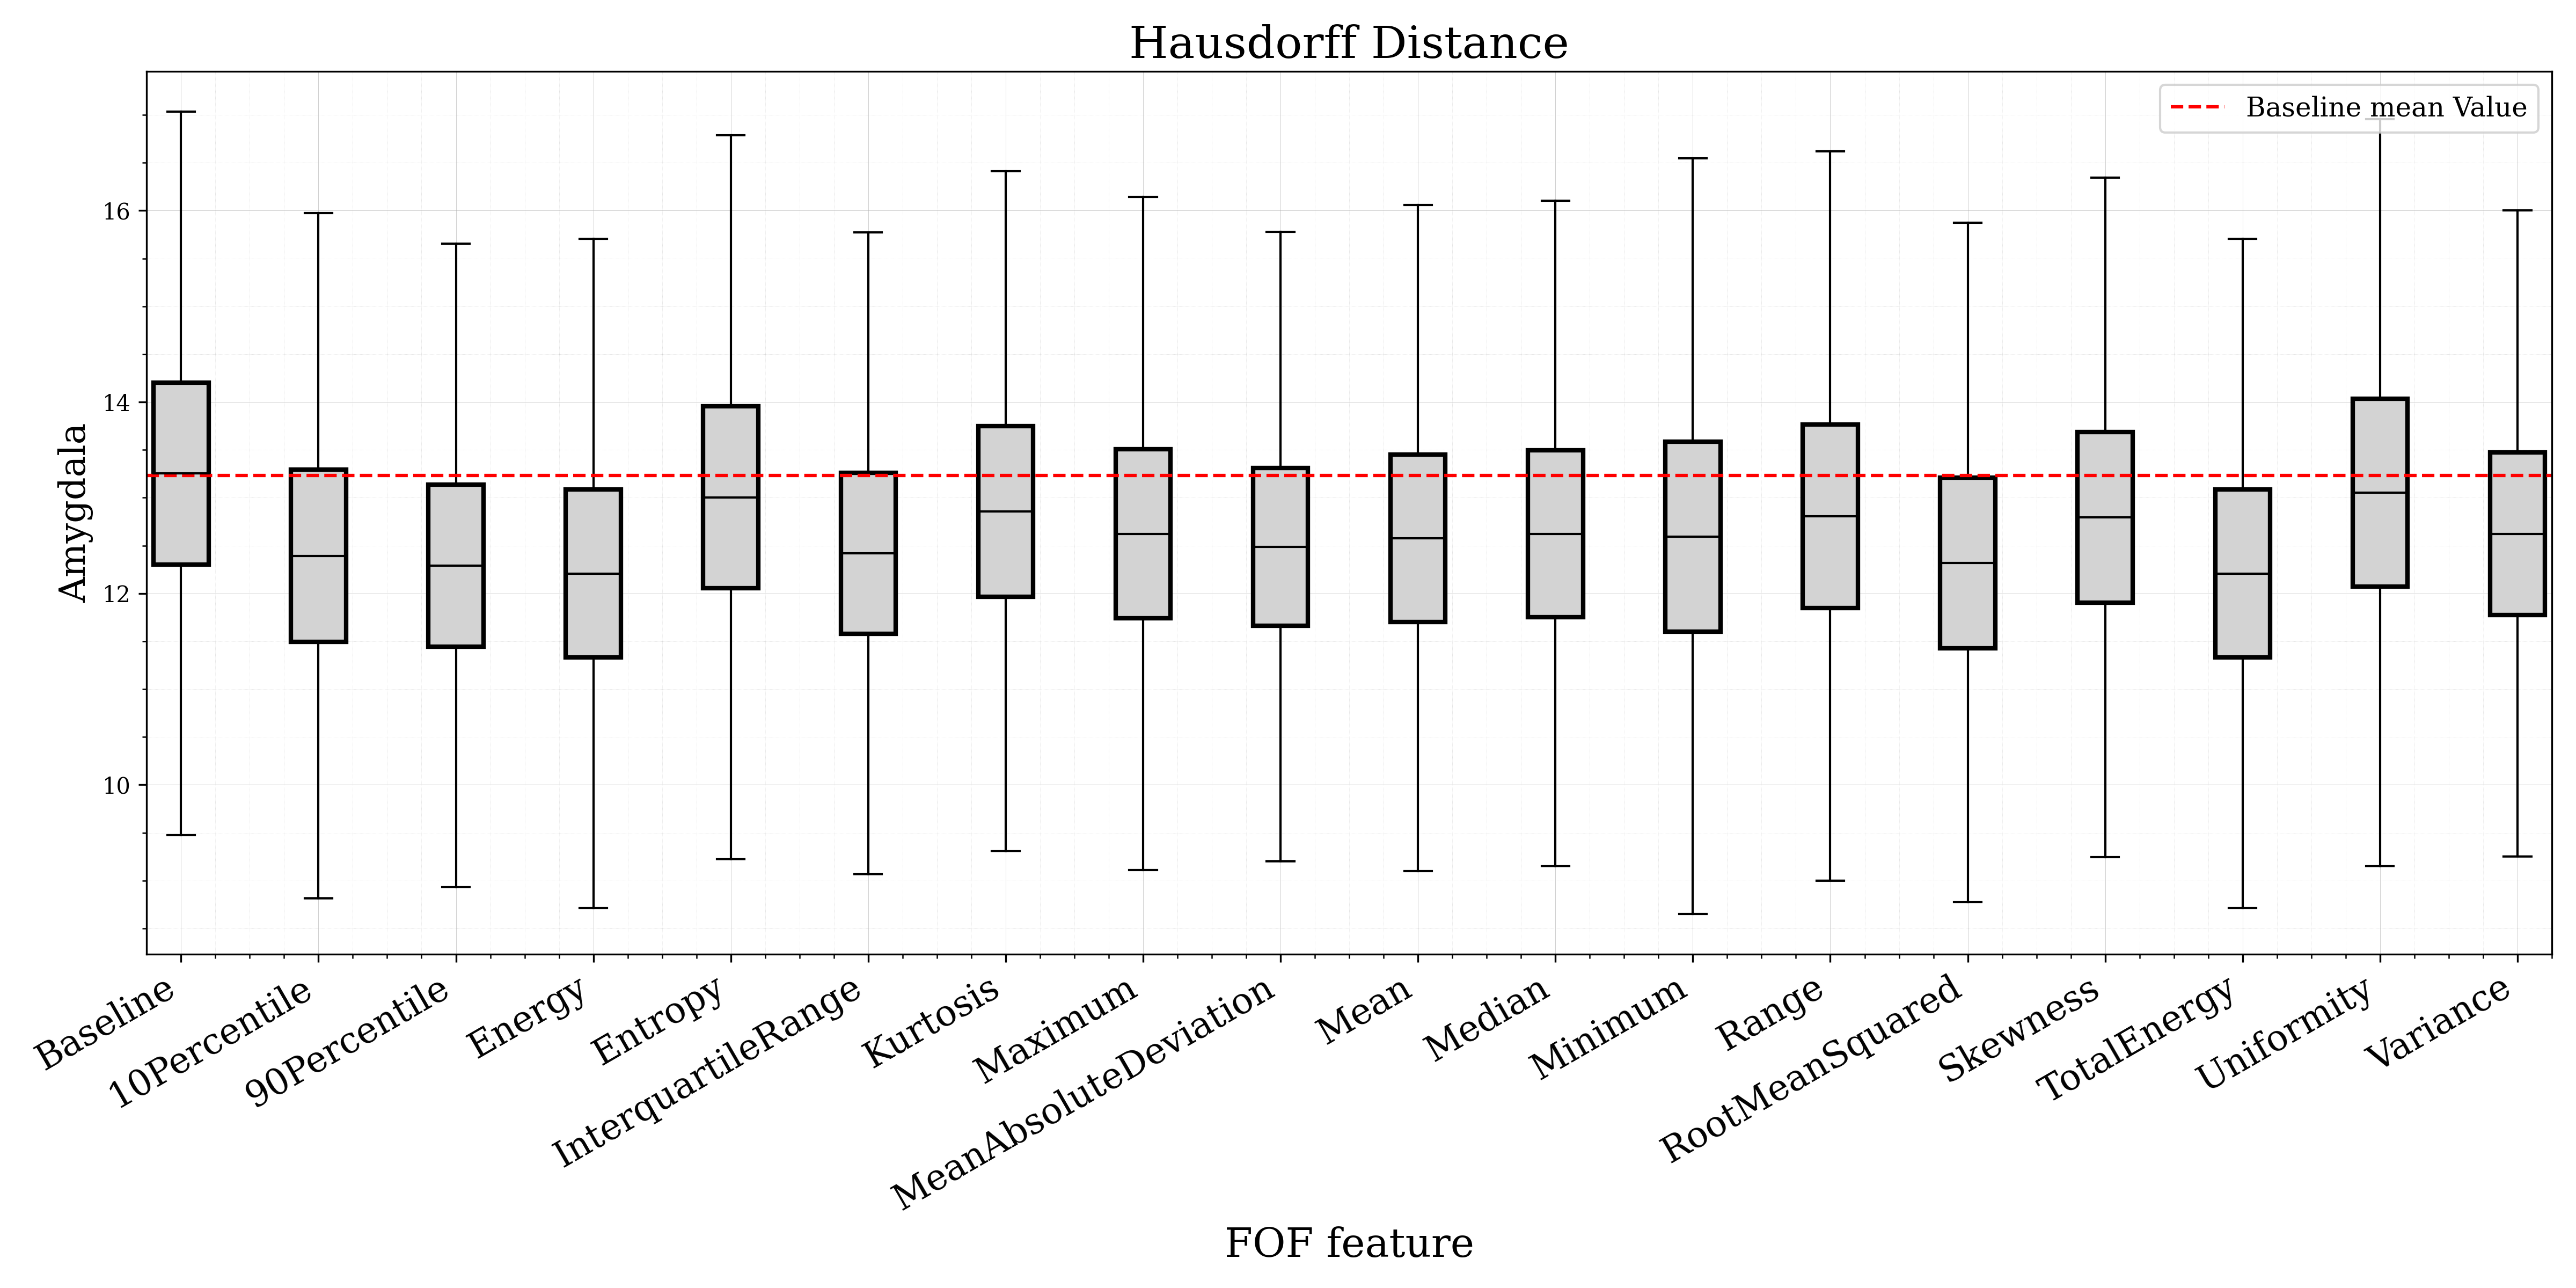 Hausdorff Distance
Baseline mean Value
Amygdala
16
14
12
10
Baseline
10Percentile
90Percentile
Energy
Entropy
InterquartileRange
Kurtosis
Maximum
MeanAbsoluteDeviation
Mean
Median
Minimum
Range
RootMeanSquared
Skewness
TotalEnergy
Uniformity
Variance
FOF feature